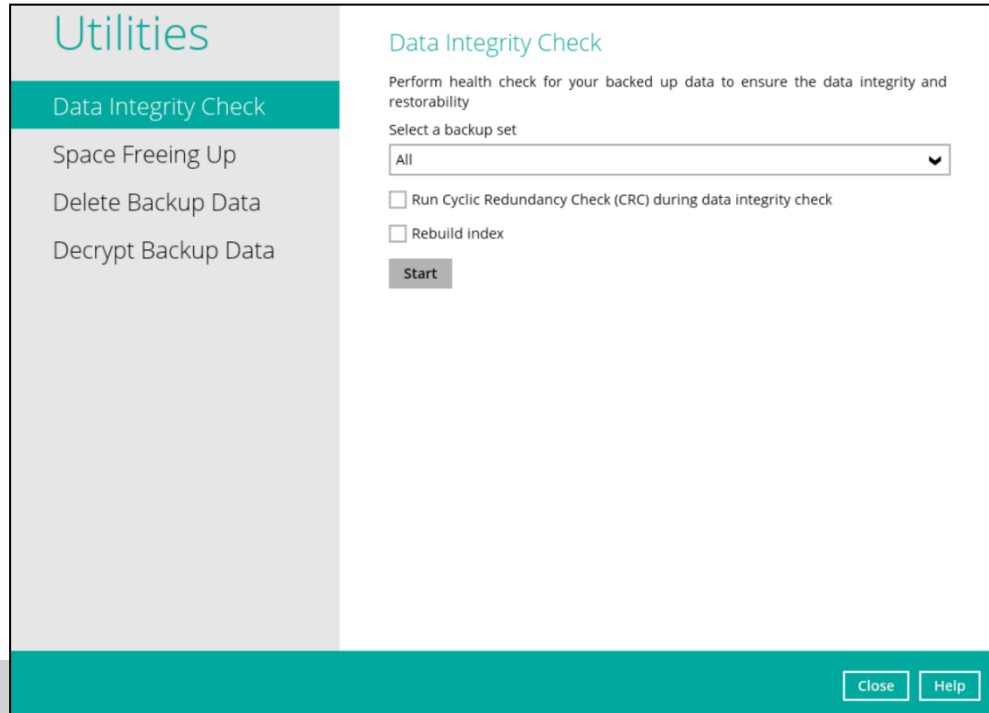 Utilities
Data Integrity Check
Space Freeing Up
Delete Backup Data
Decrypt Backup Data
Data Integrity Check
Perform health check for your backed up data to ensure the data integrity and
restorability
Select a backup set
All
Run Cyclic Redundancy Check (CRC) during data integrity check
Rebuild index
Start
Close
Help